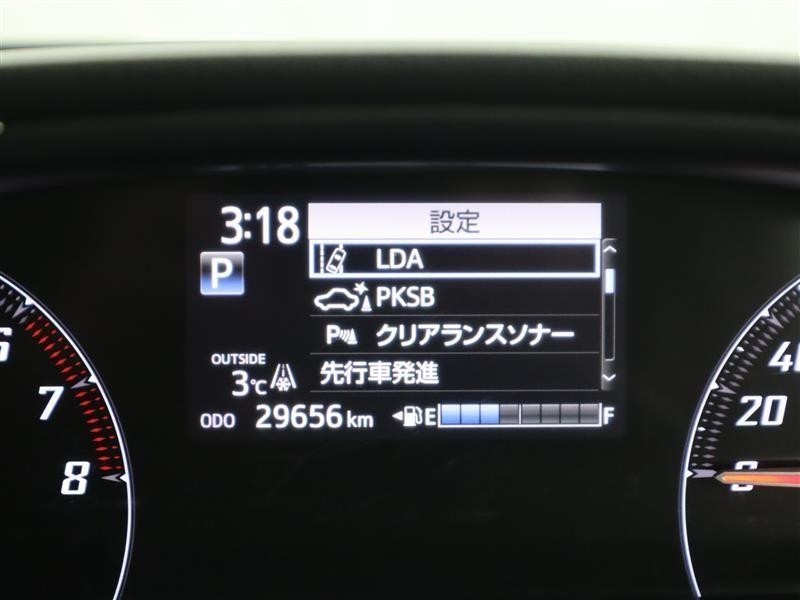 3:18
設定
LDA
P
PKSB
P クリアランスソナー
OUTSIDE
3°C
先行車発進
ODO 29656 km
E F
6
7
8
40
20
0